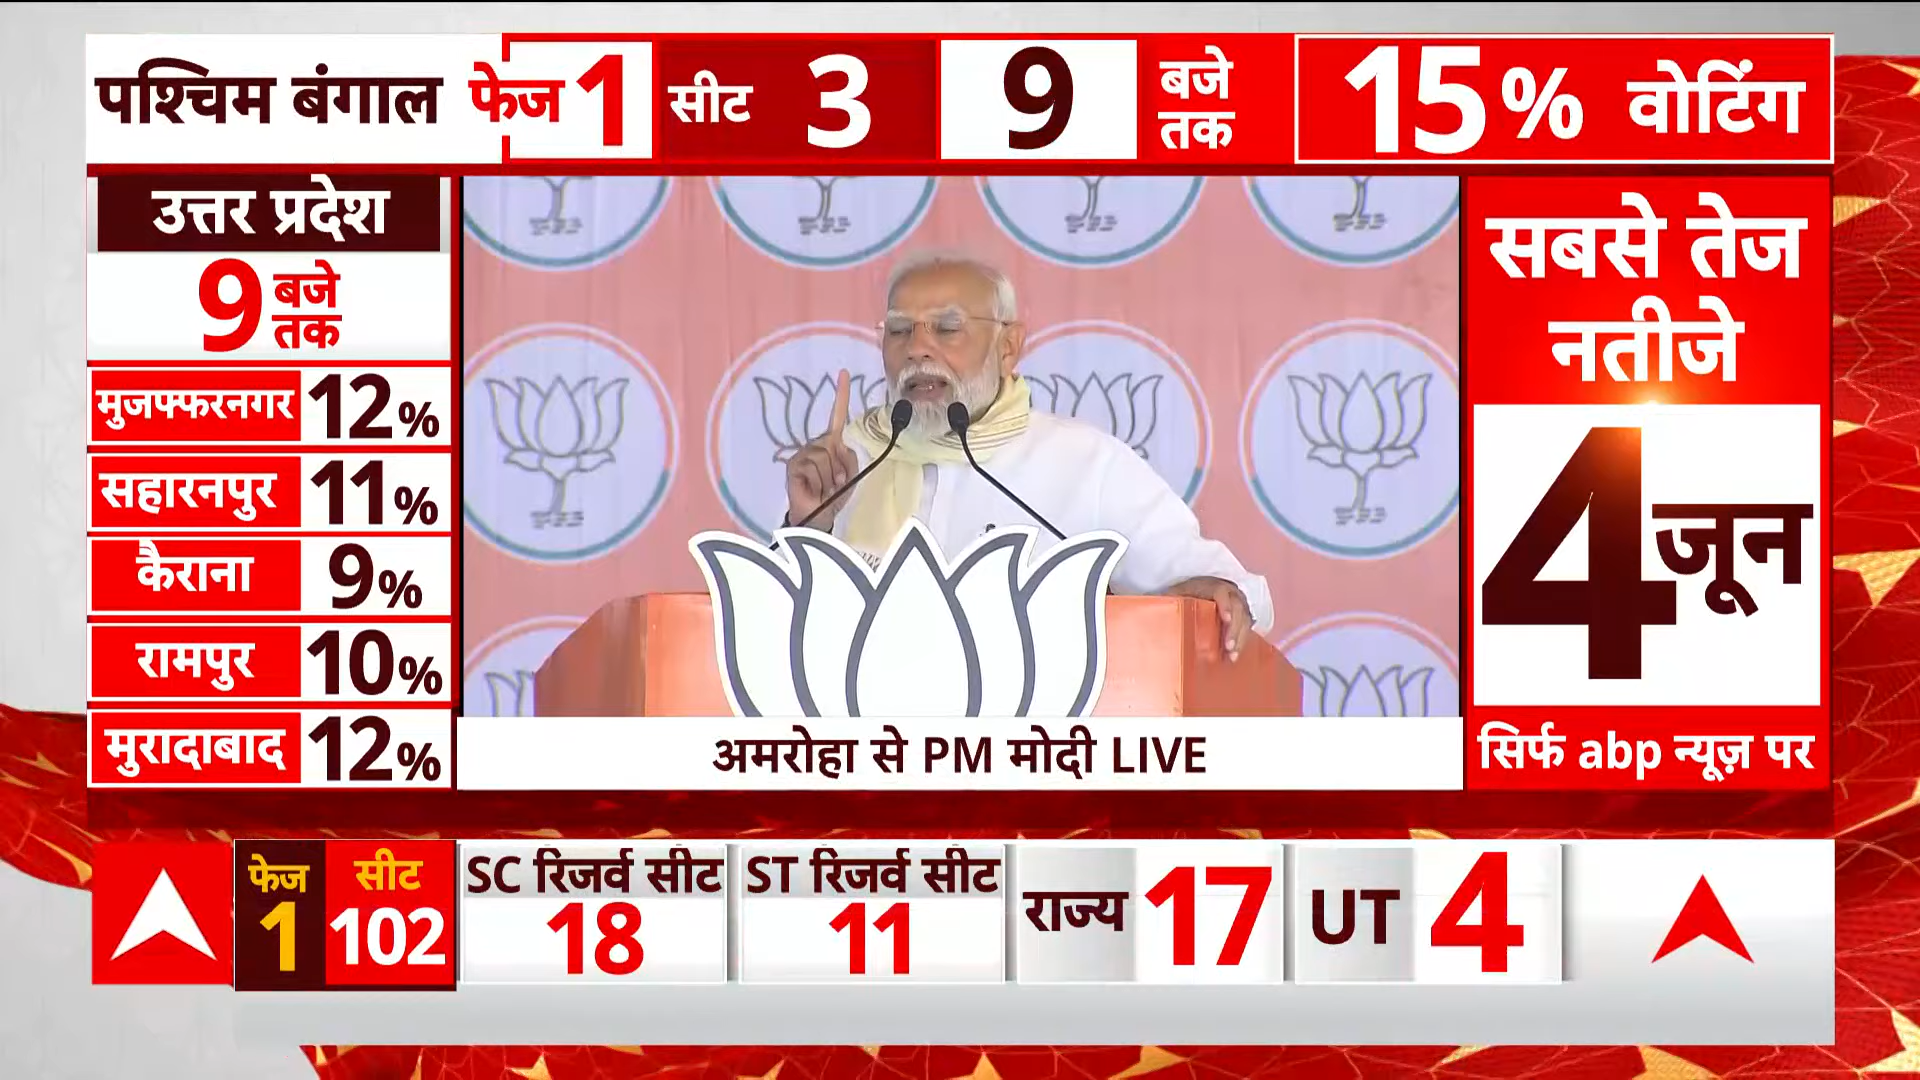 पश्चिम बंगाल फेज 1 सीट 3 9 बजे तक 15% वोटिंग
उत्तर प्रदेश
9 बजे तक
मुजफ्फरनगर 12%
सहारनपुर 11%
कैराना 9%
रामपुर 10%
मुरादाबाद 12%
अमरोहा से PM मोदी LIVE
सबसे तेज
नतीजे
4 जून
सिर्फ abp न्यूज़ पर
फेज 1
सीट 102
SC रिजर्व सीट
18
ST रिजर्व सीट
11
राज्य 17
UT 4